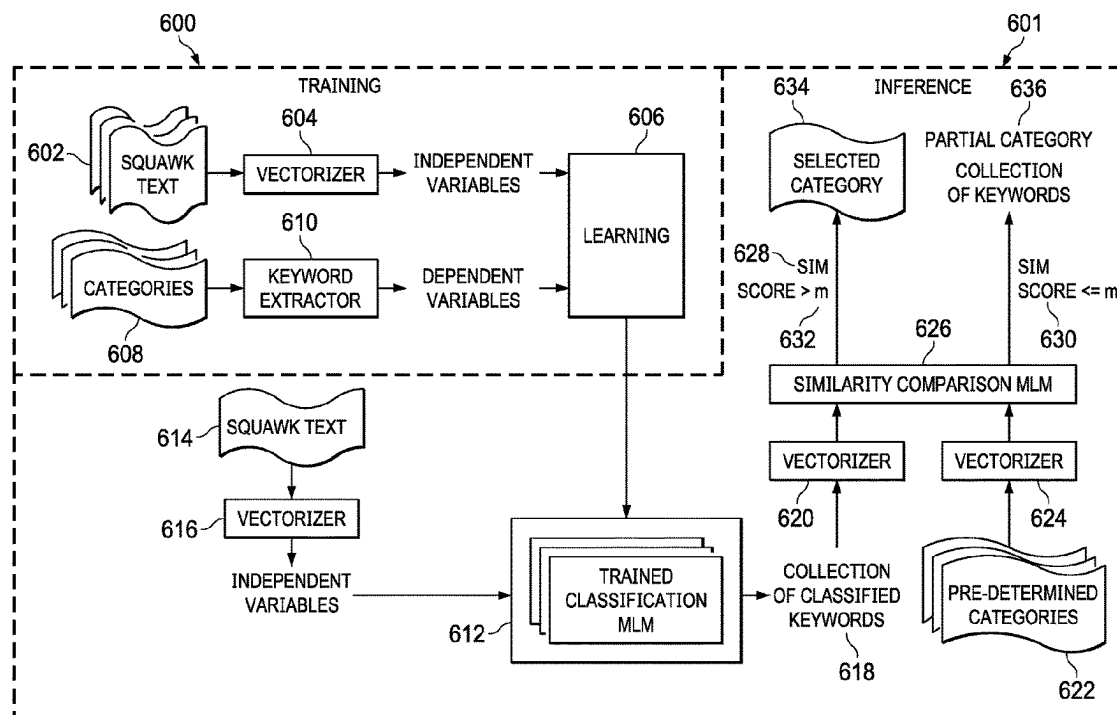 600
601
TRAINING
INFERENCE
602
SQUAWK
TEXT
604
VECTORIZER
INDEPENDENT
VARIABLES
606
LEARNING
608
CATEGORIES
610
KEYWORD
EXTRACTOR
DEPENDENT
VARIABLES
634
SELECTED
CATEGORY
636
PARTIAL CATEGORY
COLLECTION
OF KEYWORDS
628
SIM
SCORE > m
632
SIM
SCORE <= m
630
626
SIMILARITY COMPARISON MLM
614
SQUAWK TEXT
616
VECTORIZER
INDEPENDENT
VARIABLES
612
TRAINED
CLASSIFICATION
MLM
VECTORIZER
620
VECTORIZER
624
COLLECTION
OF CLASSIFIED
KEYWORDS
618
PRE-DETERMINED
CATEGORIES
622